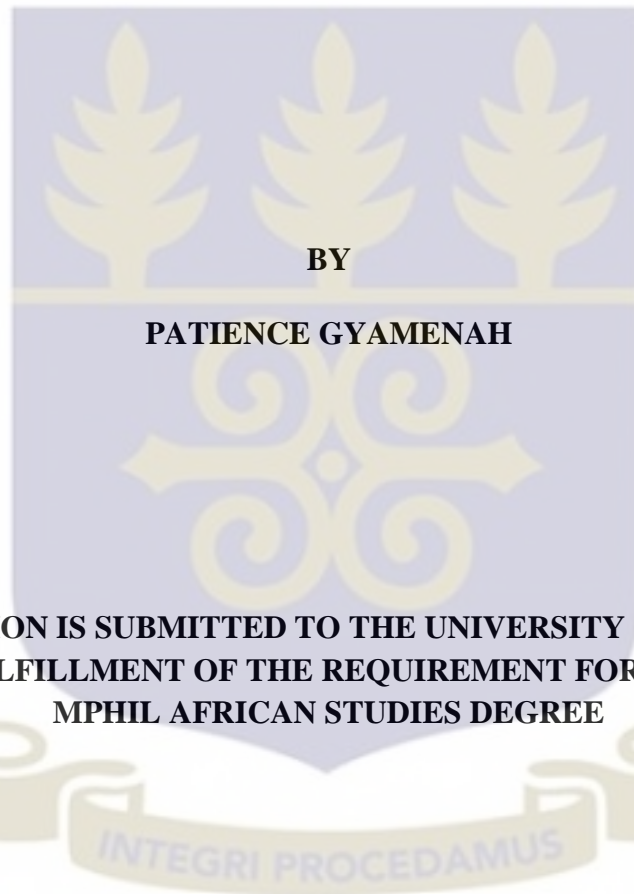 BY
PATIENCE GYAMENAH
ON IS SUBMITTED TO THE UNIVERSITY
LFILLMENT OF THE REQUIREMENT FOR
MPHIL AFRICAN STUDIES DEGREE
INTEGRI PROCEDAMUS